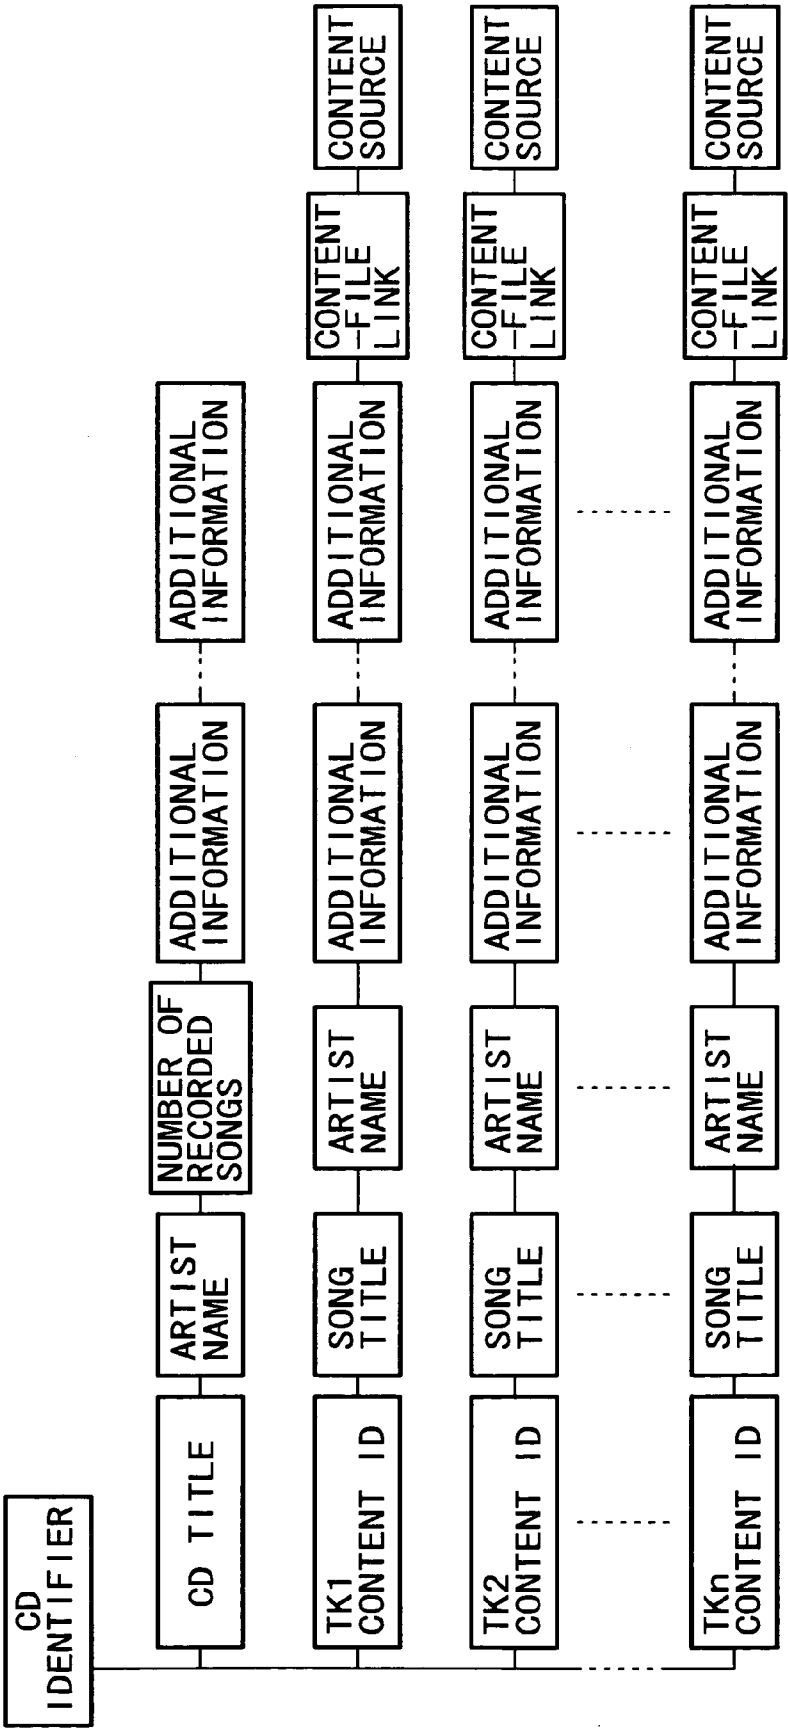 CD
IDENTIFIER
CD TITLE
ARTIST
NAME
NUMBER OF
RECORDED
SONGS
ADDITIONAL
INFORMATION
ADDITIONAL
INFORMATION
TK1
CONTENT ID
SONG
TITLE
ARTIST
NAME
ADDITIONAL
INFORMATION
ADDITIONAL
INFORMATION
CONTENT
-FILE
LINK
CONTENT
SOURCE
TK2
CONTENT ID
SONG
TITLE
ARTIST
NAME
ADDITIONAL
INFORMATION
ADDITIONAL
INFORMATION
CONTENT
-FILE
LINK
CONTENT
SOURCE
TKn
CONTENT ID
SONG
TITLE
ARTIST
NAME
ADDITIONAL
INFORMATION
ADDITIONAL
INFORMATION
CONTENT
-FILE
LINK
CONTENT
SOURCE